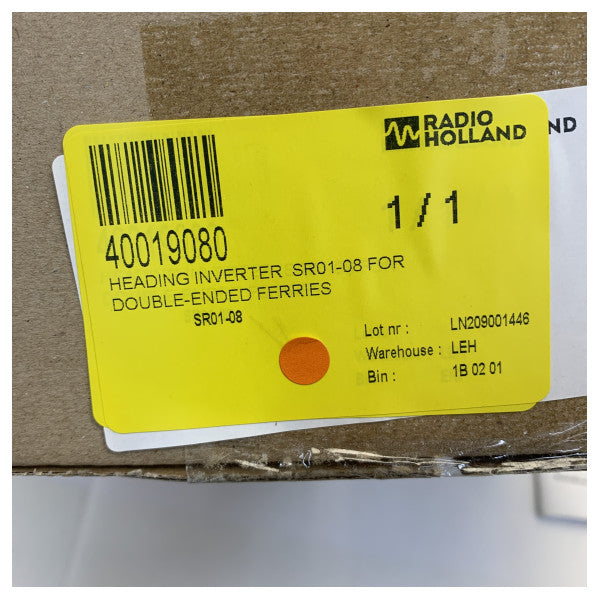 RADIO
HOLLAND
ND
1 / 1
40019080
HEADING INVERTER SR01-08 FOR
DOUBLE-ENDED FERRIES
SR01-08
Lot nr : LN209001446
Warehouse : LEH
Bin : 1B 02 01